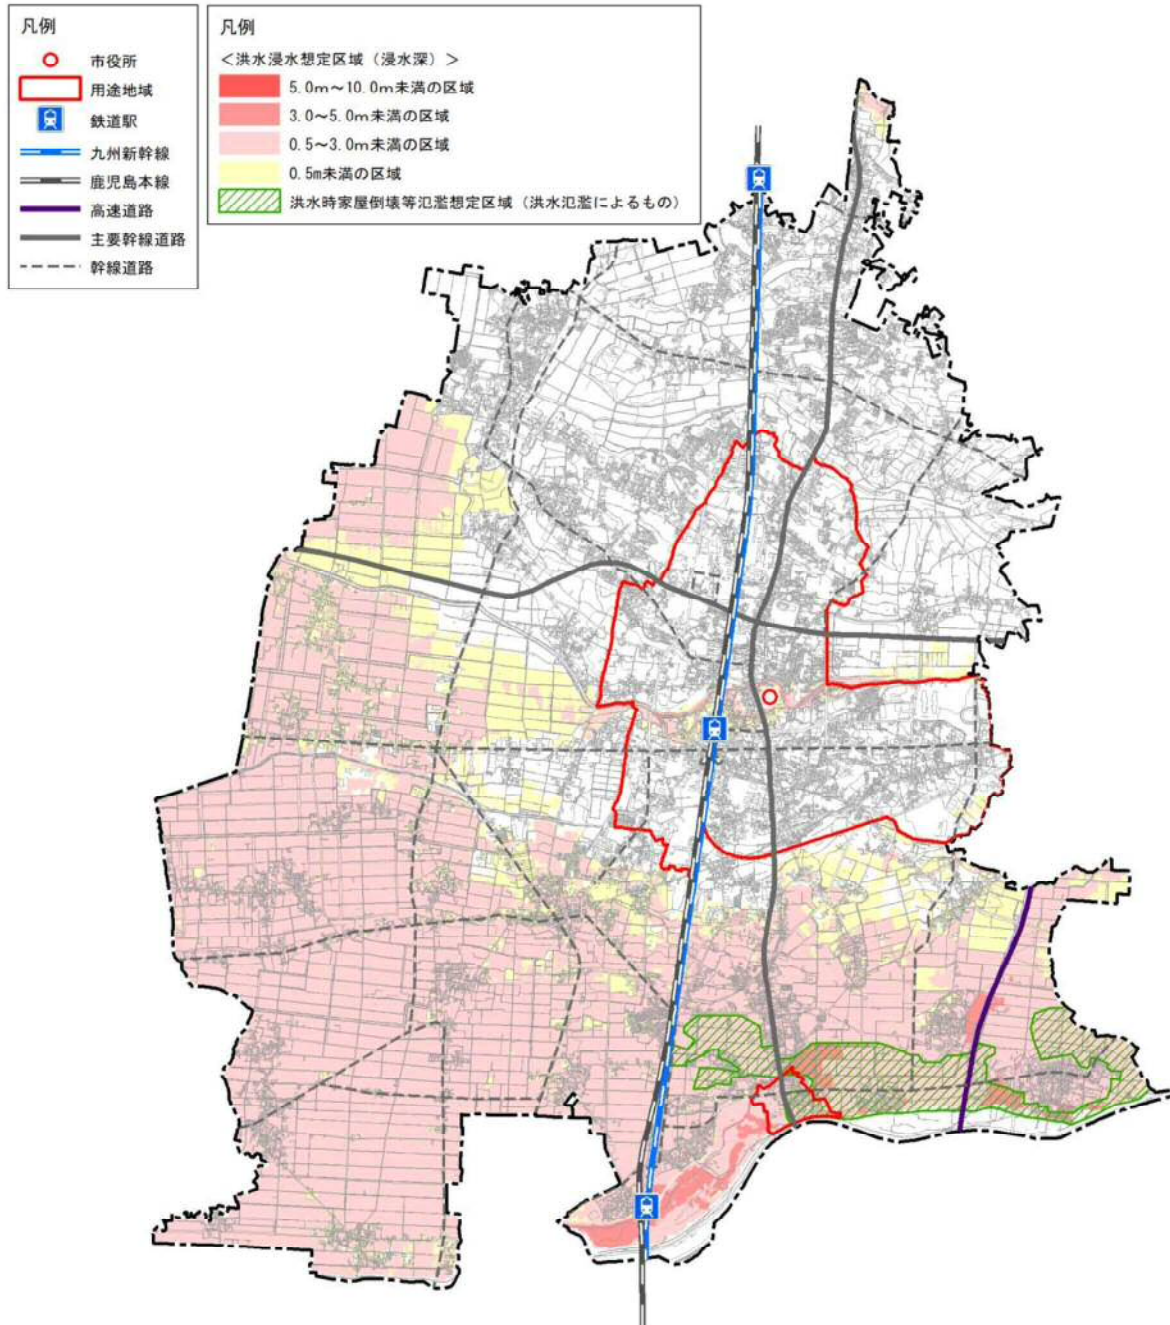 凡例
市役所
用途地域
鉄道駅
九州新幹線
鹿児島本線
高速道路
主要幹線道路
幹線道路
凡例
＜洪水浸水想定区域（浸水深）＞
5.0m～10.0m未満の区域
3.0～5.0m未満の区域
0.5～3.0m未満の区域
0.5m未満の区域
洪水時家屋倒壊等氾濫想定区域（洪水氾濫によるもの）